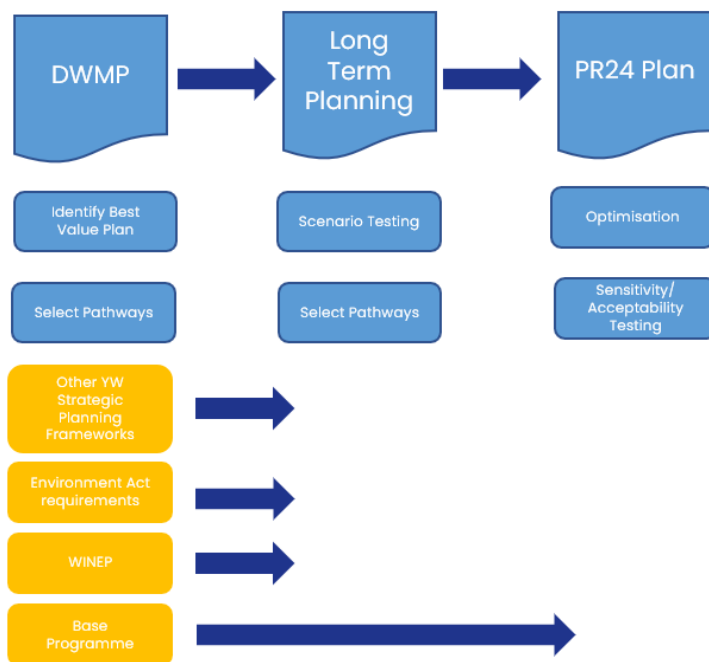 DWMP
Long
Term
Planning
PR24 Plan
Identify Best
Value Plan
Scenario Testing
Optimisation
Select Pathways
Select Pathways
Sensitivity/
Acceptability
Testing
Other YW
Strategic
Planning
Frameworks
Environment Act
requirements
WINEP
Base
Programme